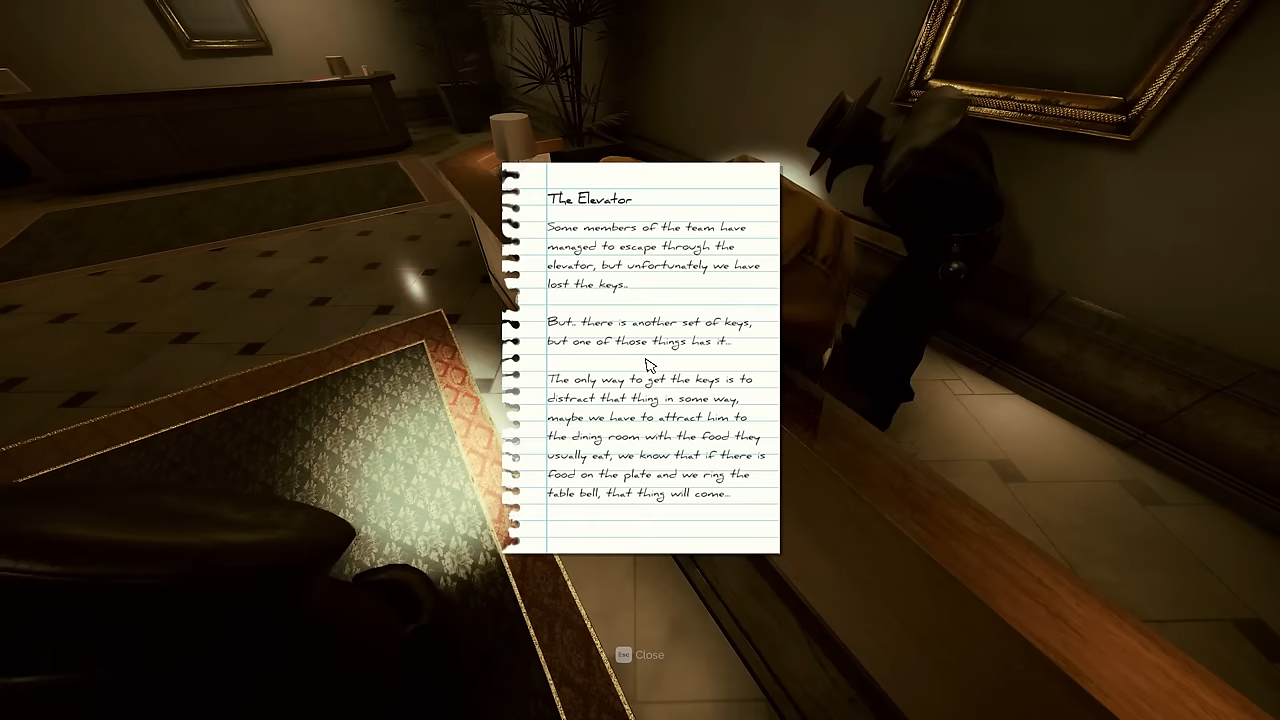 The Elevator
Some members of the team have
managed to escape through the
elevator, but unfortunately we have
lost the keys..
But.. there is another set of keys,
but one of those things has it...
The only way to get the keys is to
distract that thing in some way,
maybe we have to attract him to
the dining room with the food they
usually eat, we know that if there is
food on the plate and we ring the
table bell, that thing will come...
Esc Close